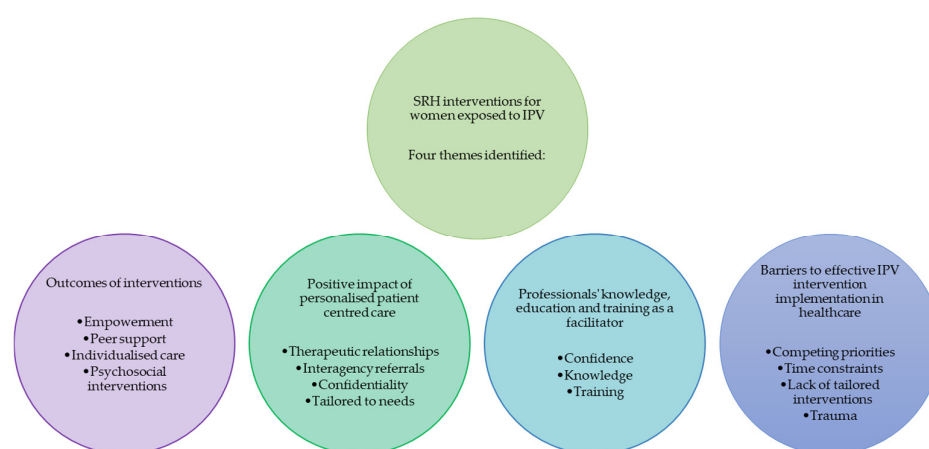 SRH interventions for
women exposed to IPV
Four themes identified:
Outcomes of interventions
•Empowerment
•Peer support
•Individualised care
•Psychosocial
interventions
Positive impact of
personalised patient
centred care
•Therapeutic relationships
•Interagency referrals
•Confidentiality
•Tailored to needs
Professionals' knowledge,
education and training as a
facilitator
•Confidence
•Knowledge
•Training
Barriers to effective IPV
intervention
implementation in
healthcare
•Competing priorities
•Time constraints
•Lack of tailored
interventions
•Trauma